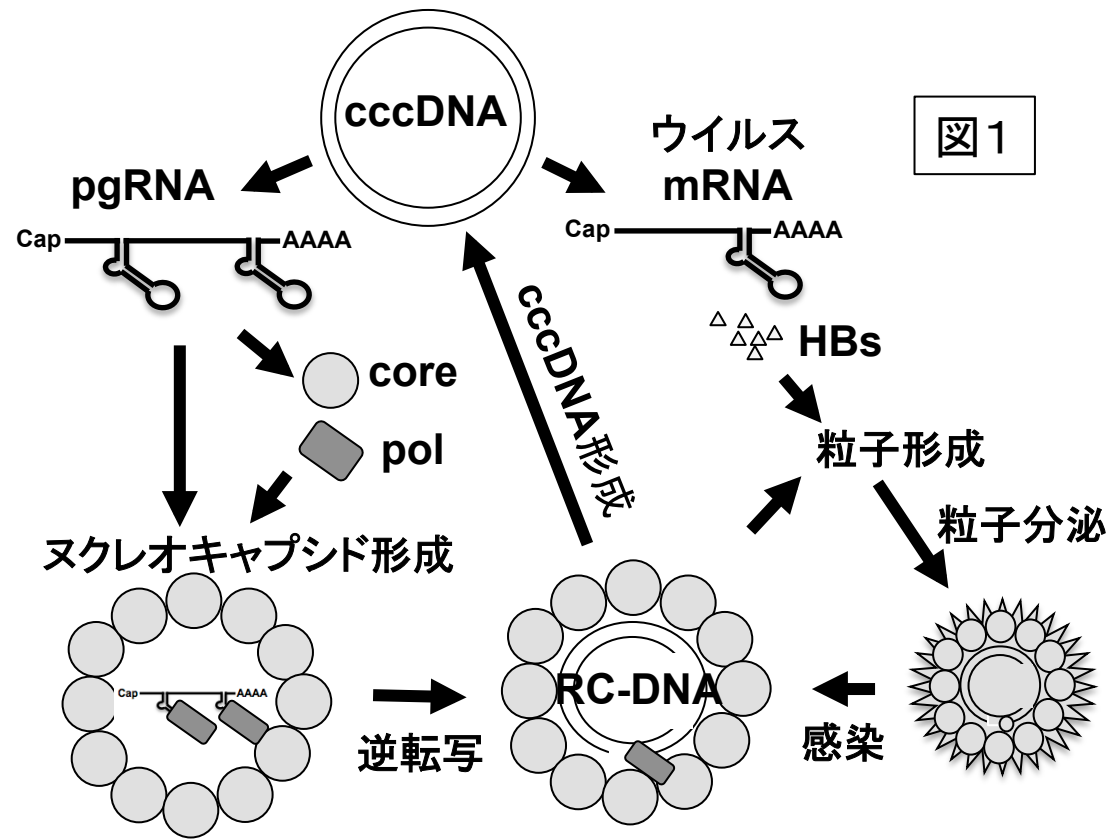 cccDNA
図1
ウイルス
mRNA
pgRNA
Cap
AAAA
Cap
AAAA
cccDNA形成
HBs
core
pol
粒子形成
粒子分泌
ヌクレオキャプシド形成
Cap
AAAA
RC-DNA
逆転写
感染